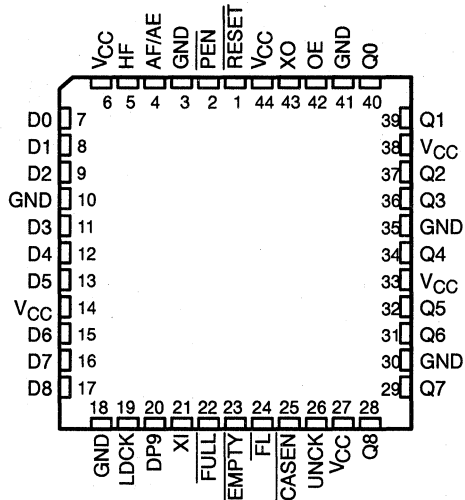 VCC HF AF/AE GND PEN RESET VCC XO OE GND Q0
6 5 4 3 2 1 44 43 42 41 40
D0 7 39 Q1
D1 8 38 VCC
D2 9 37 Q2
GND 10 36 Q3
D3 11 35 GND
D4 12 34 Q4
D5 13 33 VCC
VCC 14 32 Q5
D6 15 31 Q6
D7 16 30 GND
D8 17 29 Q7
18 19 20 21 22 23 24 25 26 27 28
GND LDCK DP9 XI FULL EMPTY FL CASEN UNCK VCC Q8